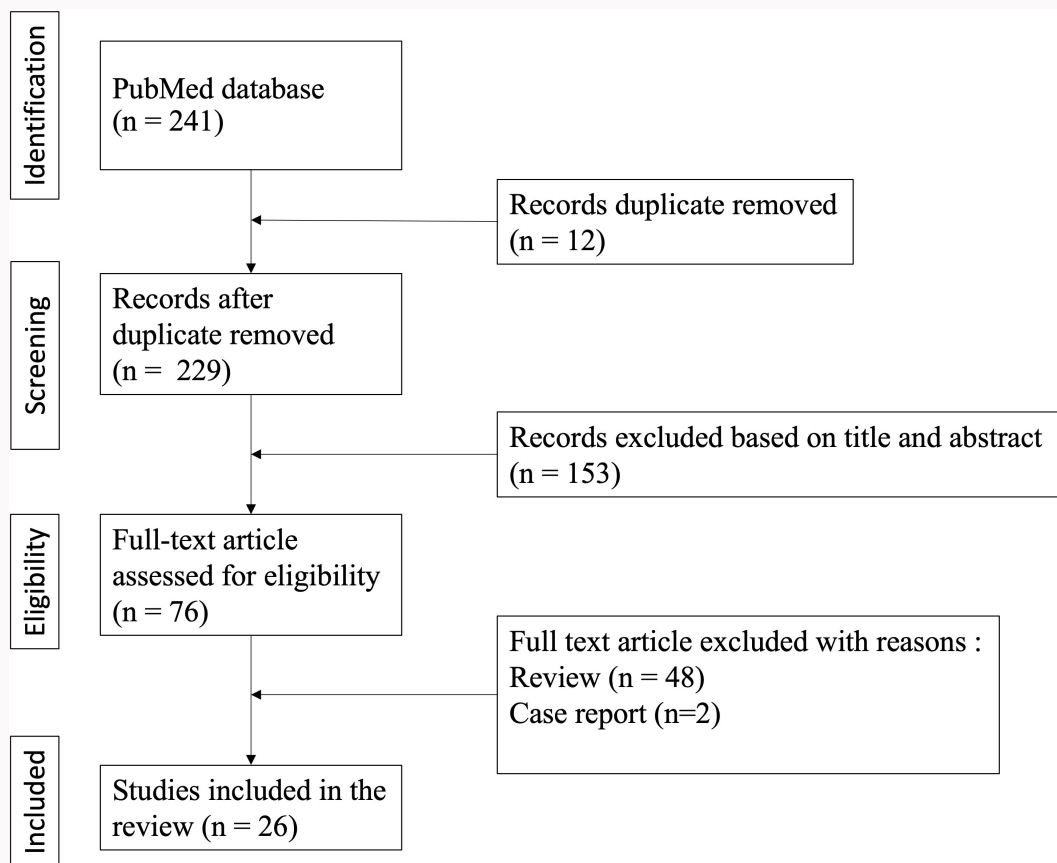 Identification
PubMed database
(n = 241)
Records duplicate removed
(n = 12)
Screening
Records after
duplicate removed
(n =  229)
Records excluded based on title and abstract
(n = 153)
Eligibility
Full-text article
assessed for eligibility
(n = 76)
Full text article excluded with reasons :
Review (n = 48)
Case report (n=2)
Included
Studies included in the
review (n = 26)